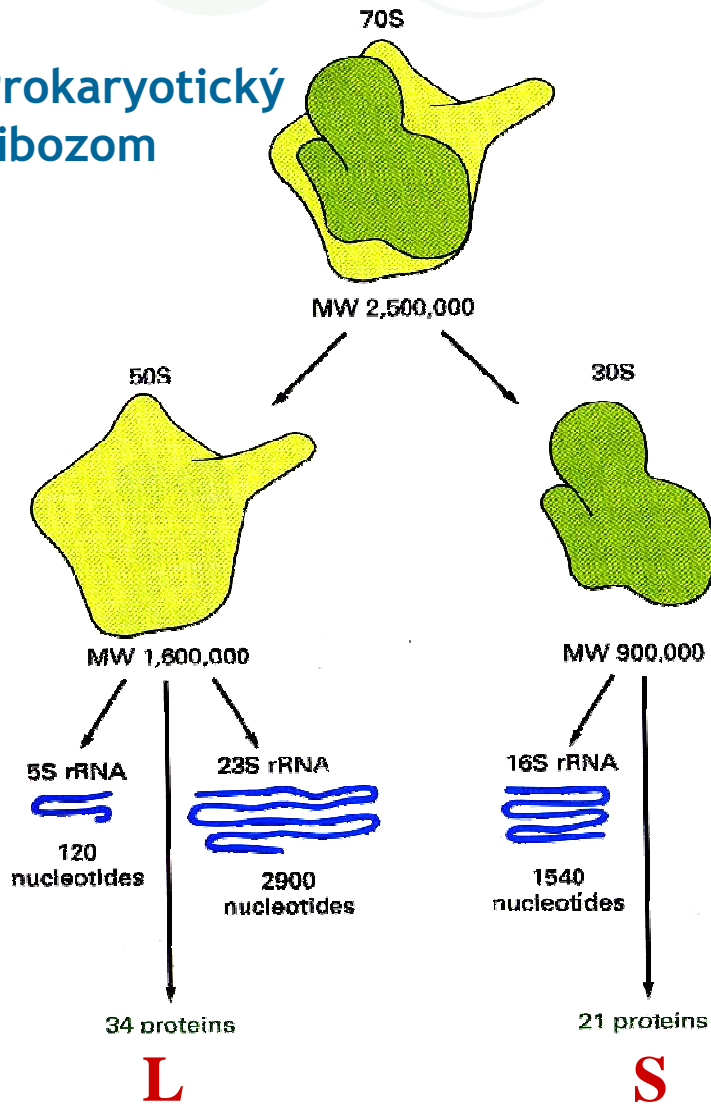 70S
rokaryotický
ibozom
MW 2,500,000
50S
30S
MW 1,600,000
MW 900,000
5S rRNA
23S rRNA
16S rRNA
120
nucleotides
2900
nucleotides
1540
nucleotides
34 proteins
21 proteins
L
S